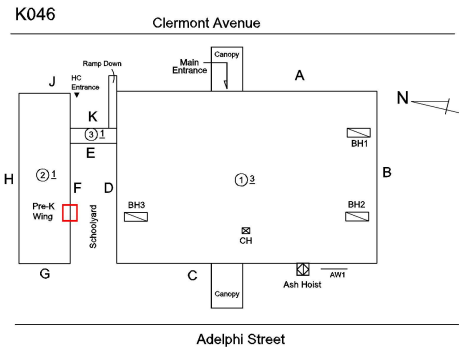 K046
Clermont Avenue
Canopy
Ramp Down
Main
Entrance
A
J
HC
Entrance
N
K
3 1
BH1
E
H
2 1
F
D
1 3
B
Pre-K
Wing
Schoolyard
BH3
BH2
CH
G
C
Canopy
Ash Hoist
AW1
Adelphi Street